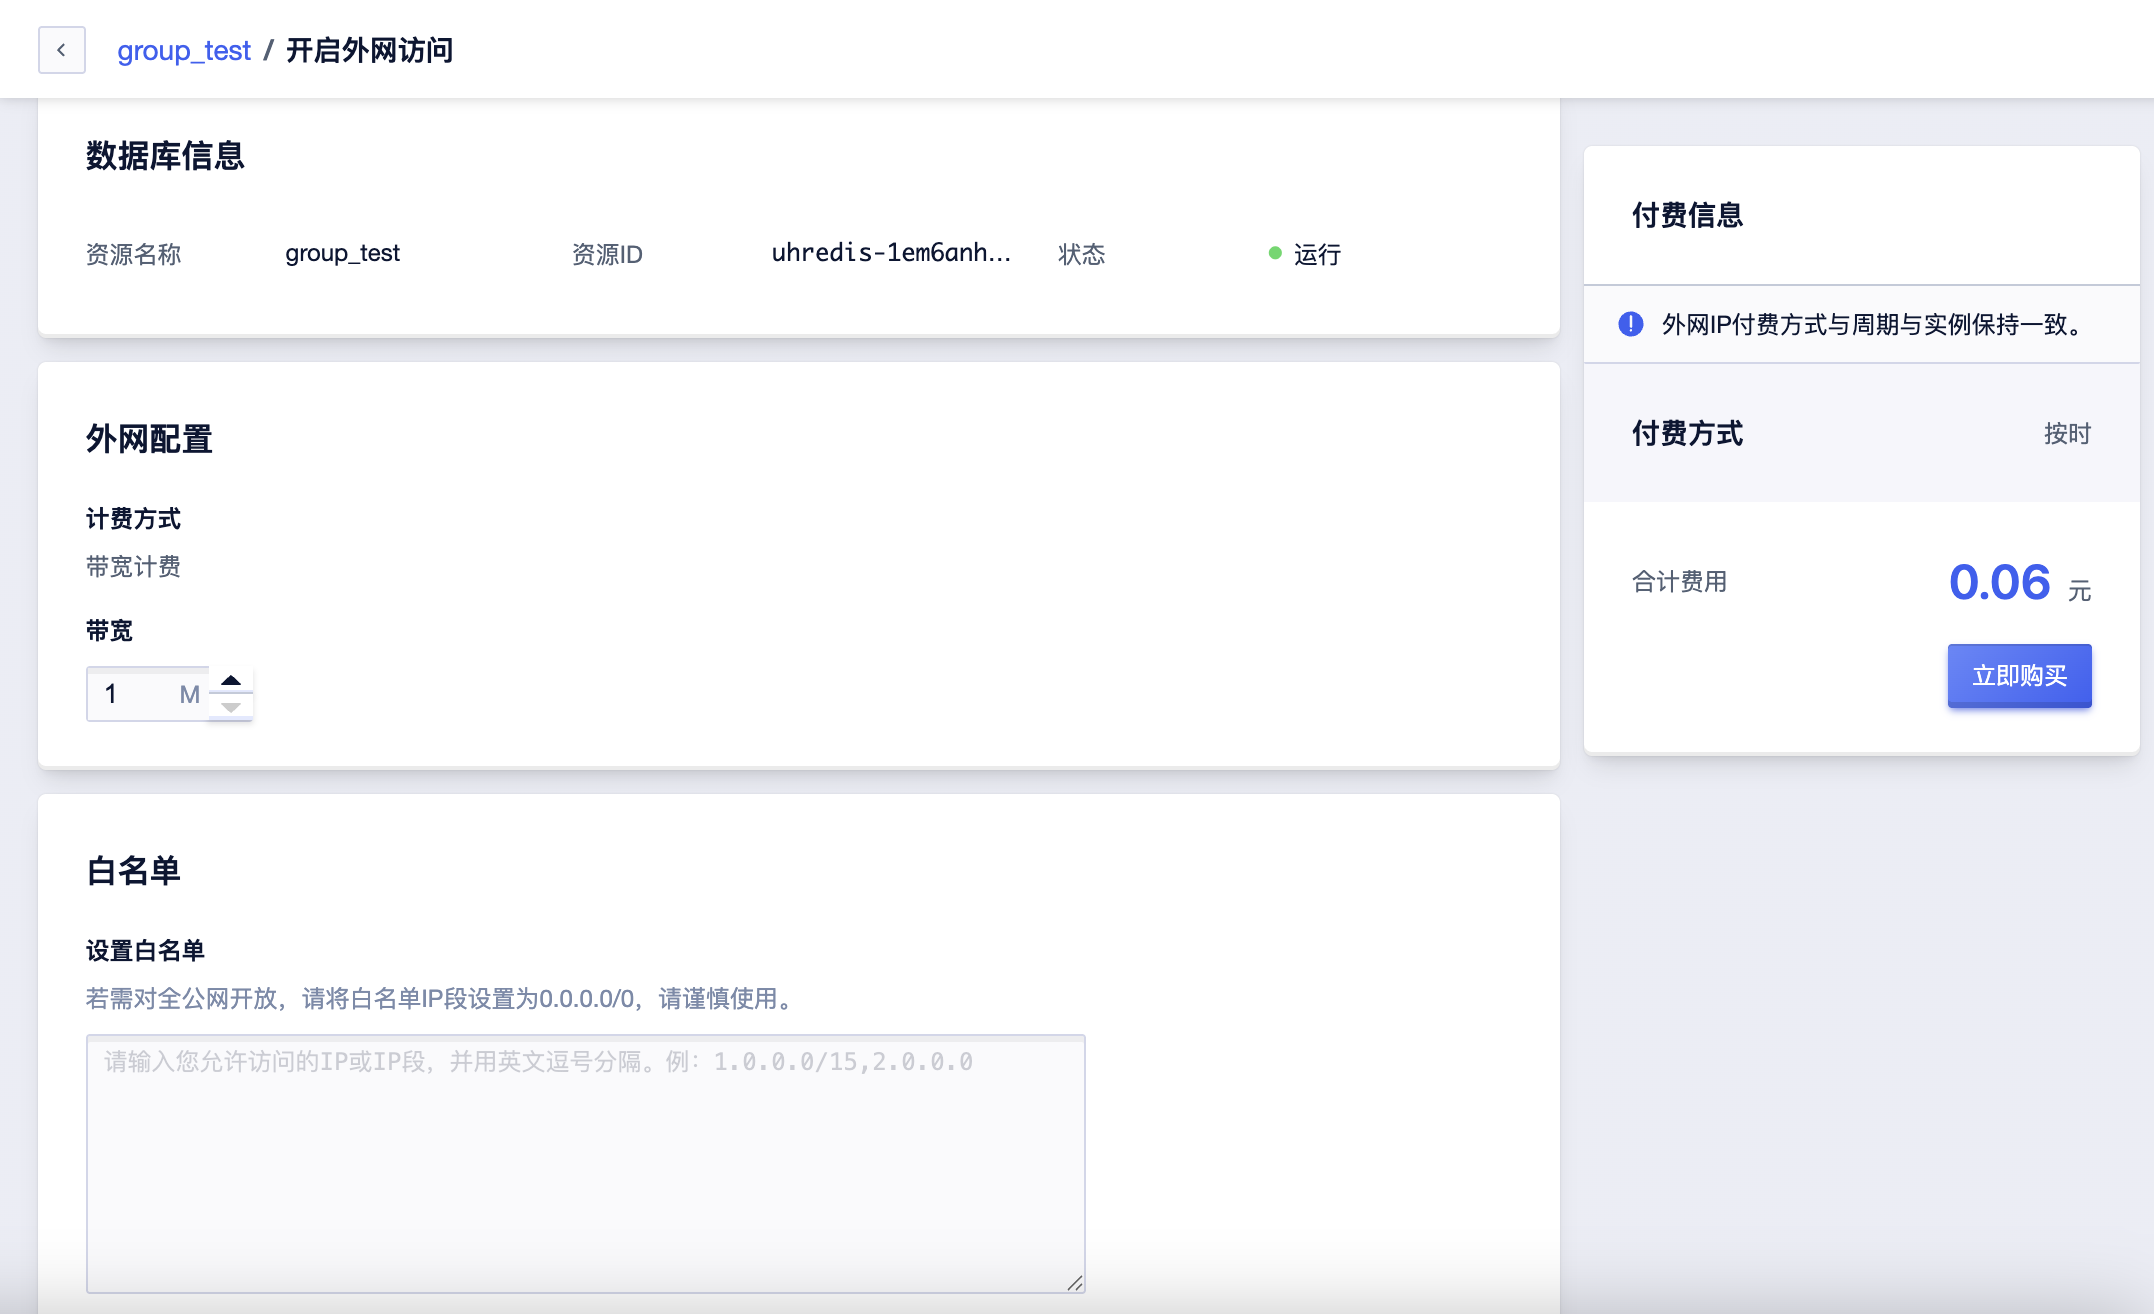 group_test / 开启外网访问
数据库信息
资源名称 group_test 资源ID uhredis-1em6anh... 状态 运行
外网配置
计费方式
带宽计费
带宽
1 M
白名单
设置白名单
若需对全公网开放，请将白名单IP段设置为0.0.0.0/0，请谨慎使用。
请输入您允许访问的IP或IP段，并用英文逗号分隔。例：1.0.0.0/15,2.0.0.0
付费信息
外网IP付费方式与周期与实例保持一致。
付费方式 按时
合计费用 0.06 元
立即购买